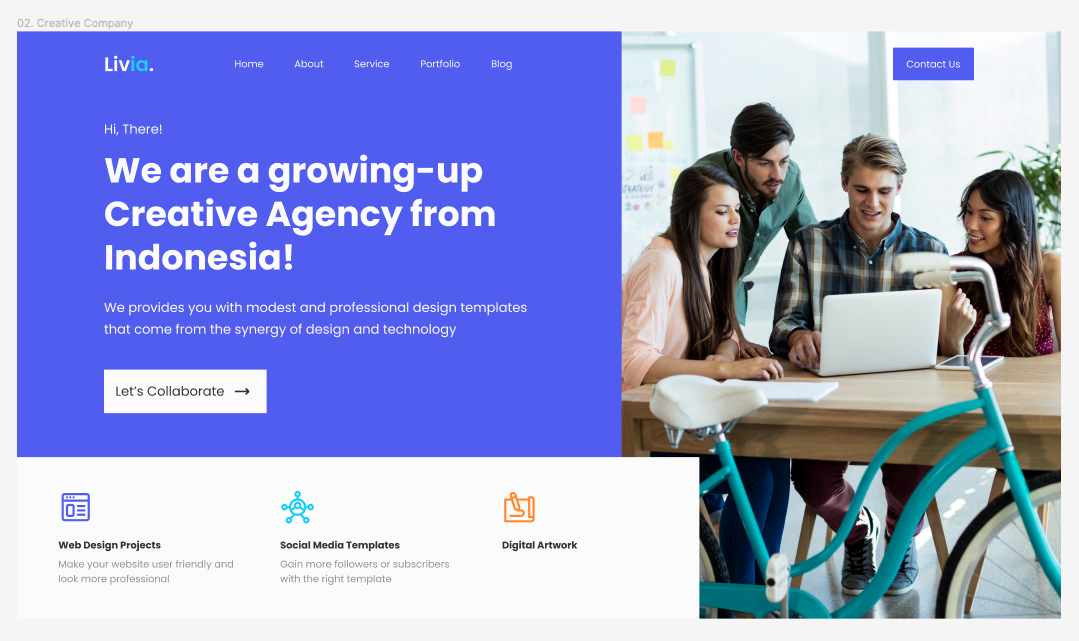 02. Creative Company
Livia.
Home
About
Service
Portfolio
Blog
Contact Us
Hi, There!
We are a growing-up
Creative Agency from
Indonesia!
We provides you with modest and professional design templates
that come from the synergy of design and technology
Let's Collaborate
STRATEGY
Web Design Projects
Make your website user friendly and
look more professional
Social Media Templates
Gain more followers or subscribers
with the right template
Digital Artwork